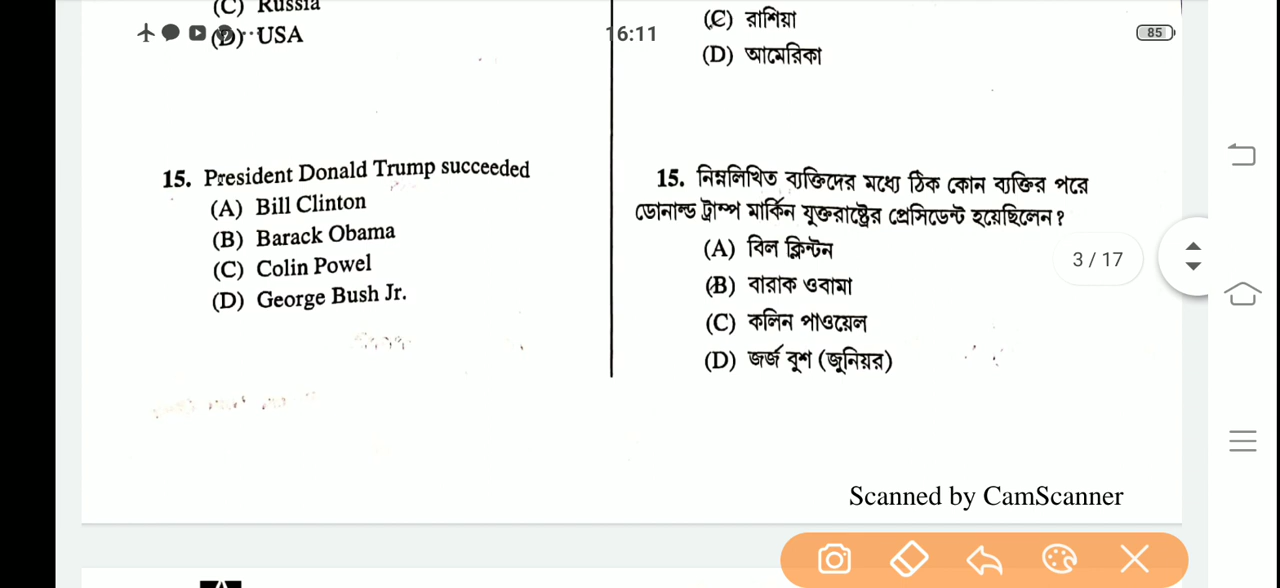 (C) Russia
(D) USA
16:11
85
(C) রাশিয়া
(D) আমেরিকা
15. President Donald Trump succeeded
(A) Bill Clinton
(B) Barack Obama
(C) Colin Powel
(D) George Bush Jr.
15. নিম্নলিখিত ব্যক্তিদের মধ্যে ঠিক কোন ব্যক্তির পরে
ডোনাল্ড ট্রাম্প মার্কিন যুক্তরাষ্ট্রের প্রেসিডেন্ট হয়েছিলেন?
(A) বিল ক্লিন্টন
(B) বারাক ওবামা
(C) কলিন পাওয়েল
(D) জর্জ বুশ (জুনিয়র)
3 / 17
Scanned by CamScanner